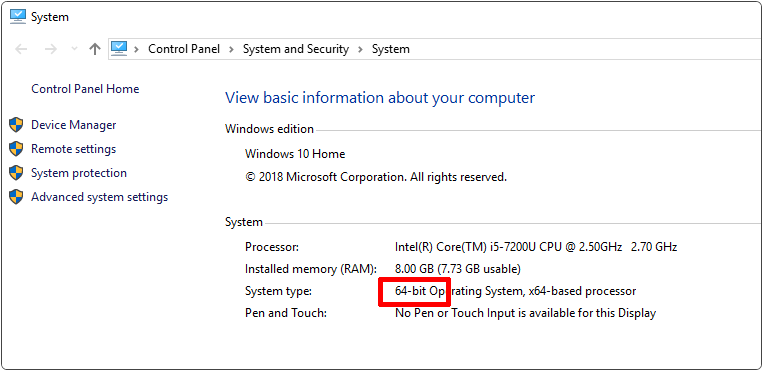 System
Control Panel > System and Security > System
Control Panel Home
Device Manager
Remote settings
System protection
Advanced system settings
View basic information about your computer
Windows edition
Windows 10 Home
© 2018 Microsoft Corporation. All rights reserved.
System
Processor: Intel(R) Core(TM) i5-7200U CPU @ 2.50GHz 2.70 GHz
Installed memory (RAM): 8.00 GB (7.73 GB usable)
System type: 64-bit Operating System, x64-based processor
Pen and Touch: No Pen or Touch Input is available for this Display